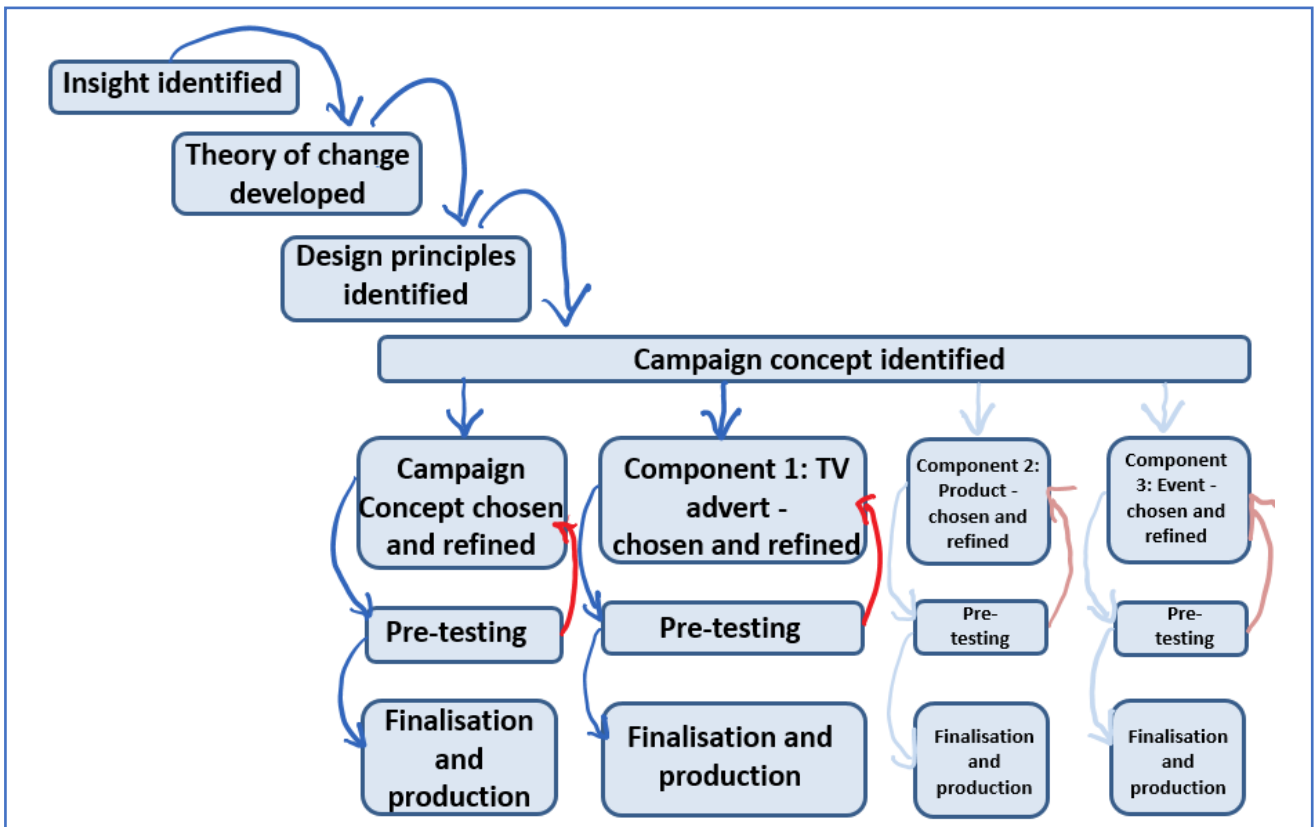 Insight identified
Theory of change
developed
Design principles
identified
Campaign concept identified
Campaign
Concept chosen
and refined
Component 1: TV
advert -
chosen and refined
Component 2:
Product -
chosen and
refined
Component
3: Event -
chosen and
refined
Pre-testing
Pre-testing
Pre-
testing
Pre-
testing
Finalisation
and
production
Finalisation and
production
Finalisation
and
production
Finalisation
and
production